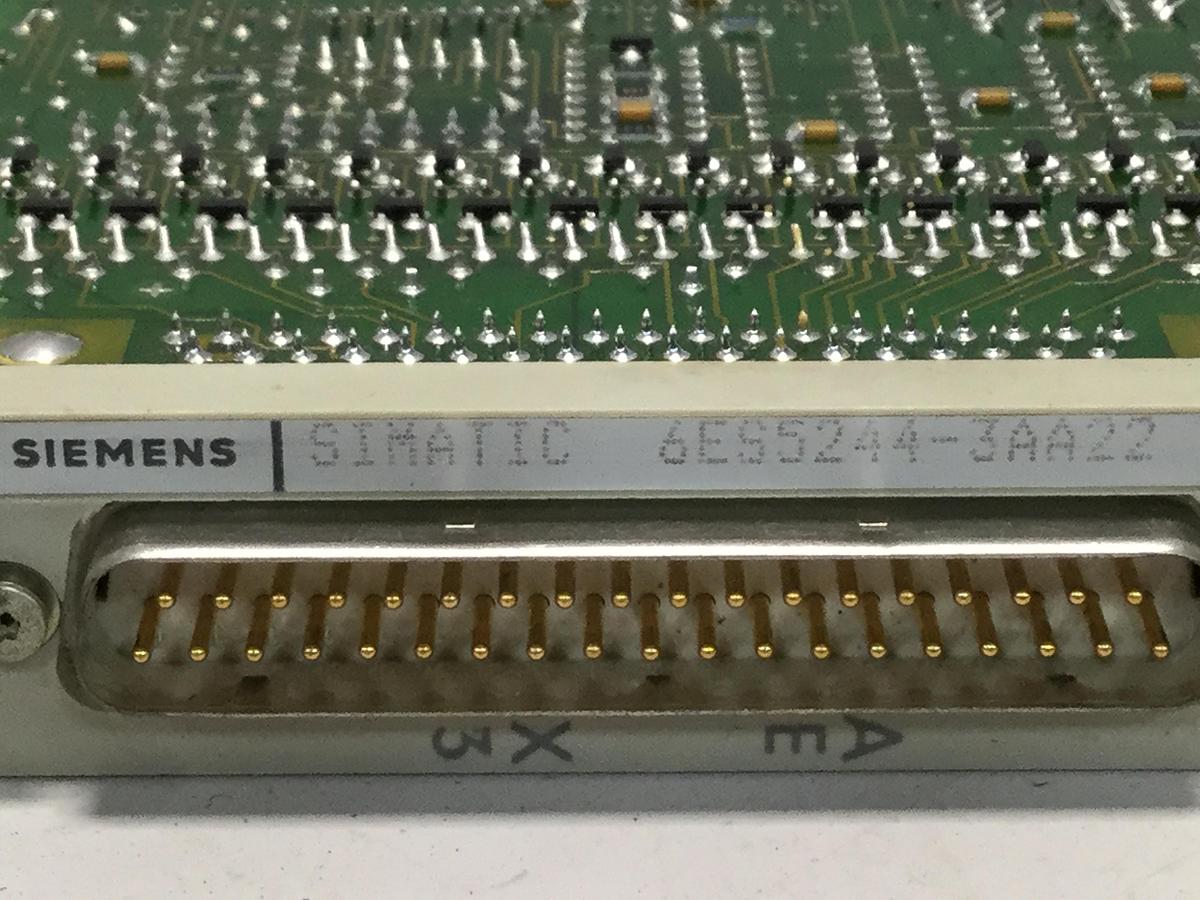 SIEMENS SIMATIC 6ES5244-3AA22
X3 AE